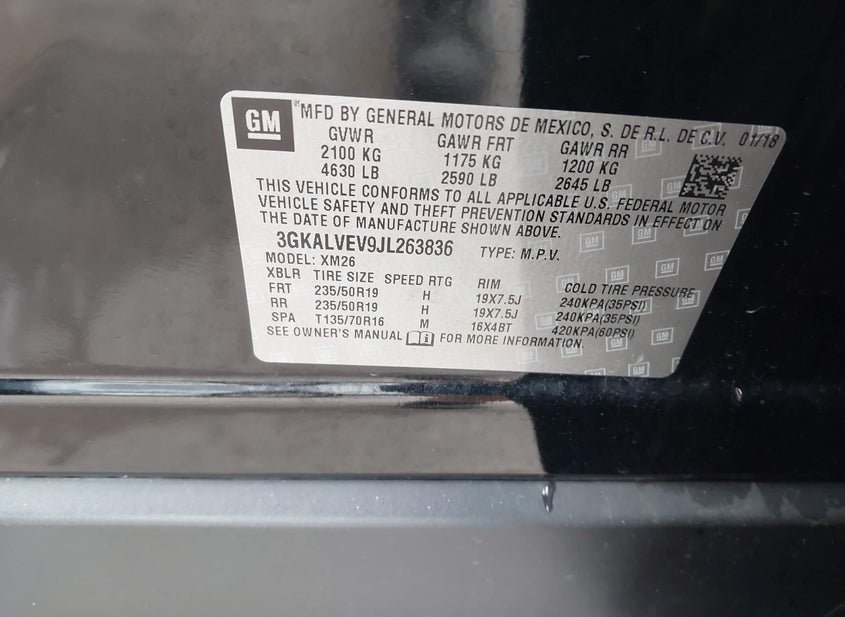 GM
MFD BY GENERAL MOTORS DE MEXICO, S. DE R.L. DE C.V. 01/18
GVWR GAWR FRT GAWR RR
2100 KG 1175 KG 1200 KG
4630 LB 2590 LB 2645 LB
THIS VEHICLE CONFORMS TO ALL APPLICABLE U.S. FEDERAL MOTOR
VEHICLE SAFETY AND THEFT PREVENTION STANDARDS IN EFFECT ON
THE DATE OF MANUFACTURE SHOWN ABOVE.
3GKALVEV9JL263836 TYPE: M.P.V.
MODEL: XM26
XBLR TIRE SIZE SPEED RTG RIM COLD TIRE PRESSURE
FRT 235/50R19 H 19X7.5J 240KPA(35PSI)
RR 235/50R19 H 19X7.5J 240KPA(35PSI)
SPA T135/70R16 M 16X4BT 420KPA(60PSI)
SEE OWNER'S MANUAL FOR MORE INFORMATION.